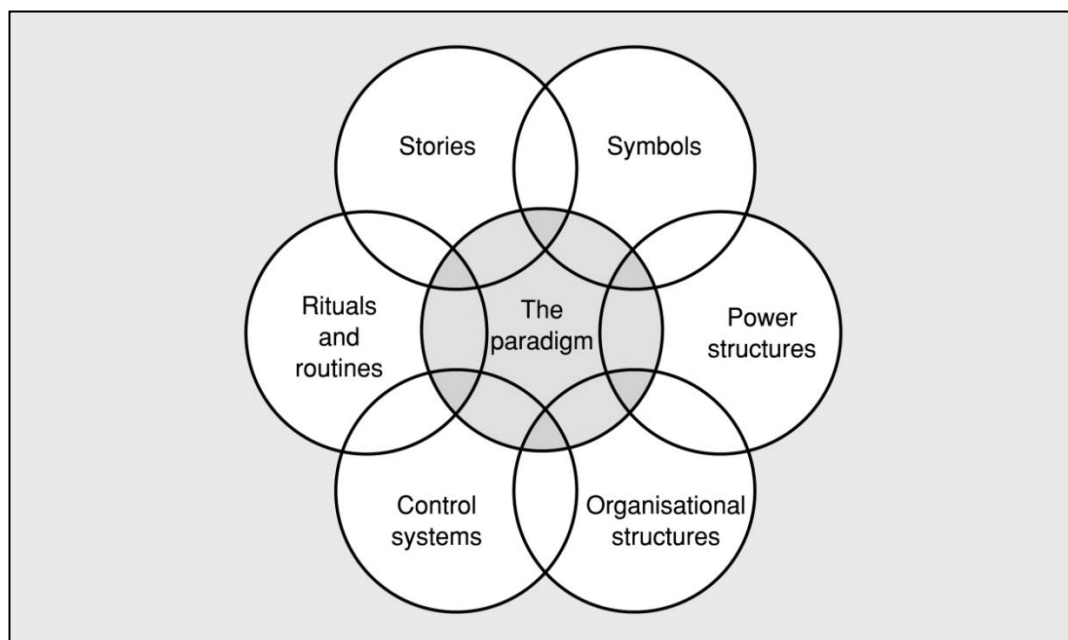 Stories
Symbols
Rituals
and
routines
The
paradigm
Power
structures
Control
systems
Organisational
structures